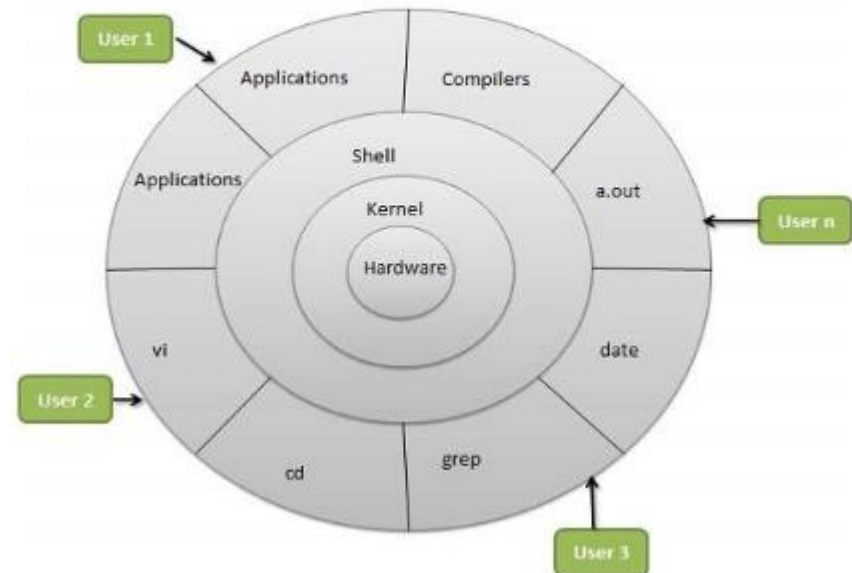 User 1
Applications
Compilers
Shell
Applications
a.out
Kernel
User n
Hardware
vi
date
User 2
grep
cd
User 3